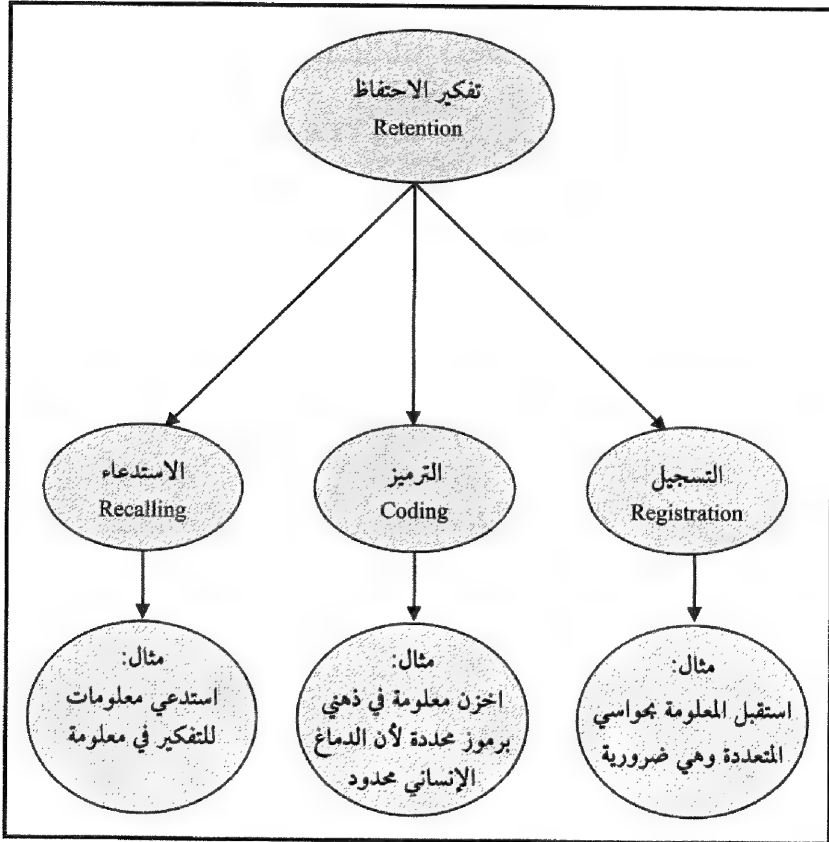 تفكير الاحتفاظ
Retention
التسجيل
Registration
الترميز
Coding
الاستدعاء
Recalling
مثال:
استقبل المعلومة بحواسي
المتعددة وهي ضرورية
مثال:
اخزن معلومة في ذهني
برموز محددة لأن الدماغ
الإنساني محدود
مثال:
استدعي معلومات
للتفكير في معلومة